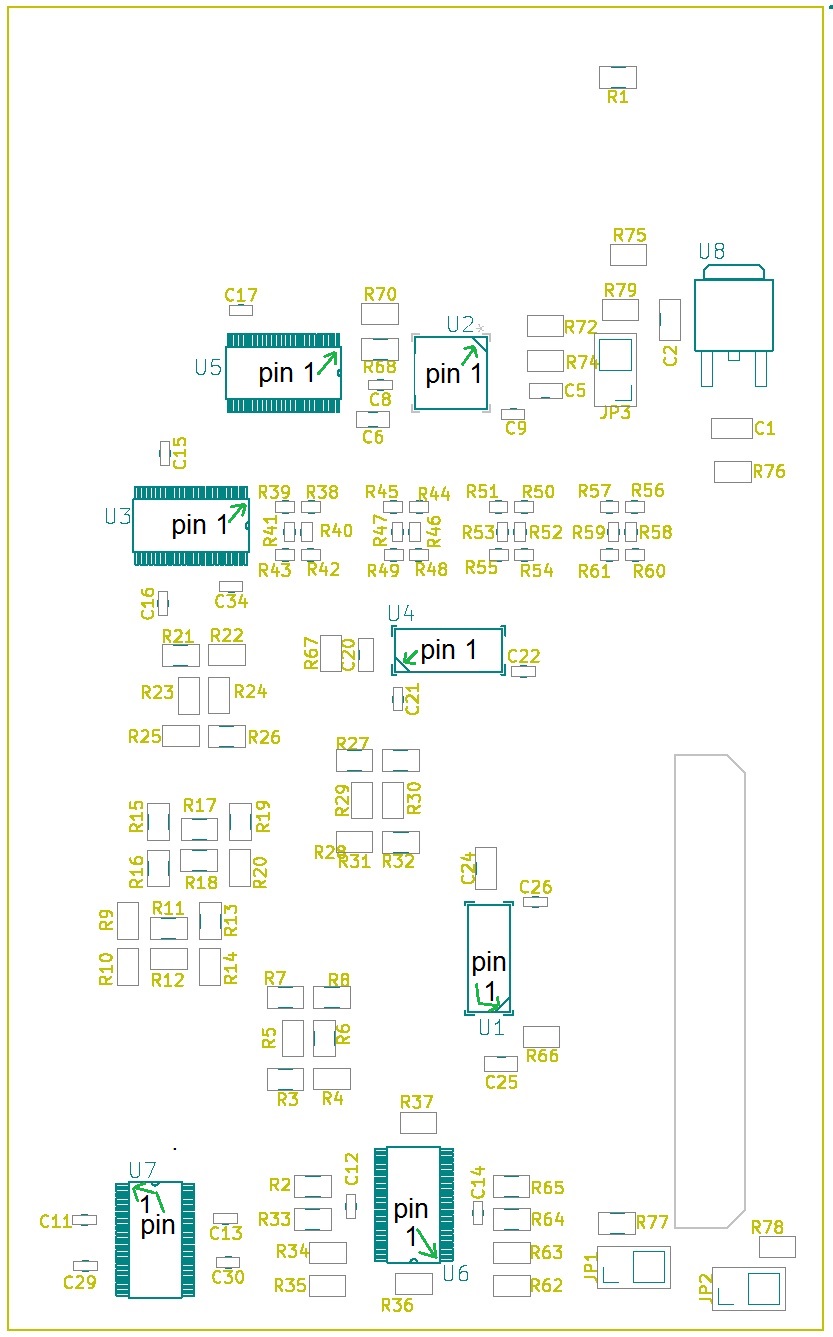 R1
R75
U8
C17
R70
R79
U2*
R72
C2
U5
pin 1
R68
pin 1
R74
C8
C5
JP3
C6
C9
C1
C15
R76
R39 R38
R45 R44
R51 R50
R57 R56
U3
pin 1
R41
R40
R47
R46
R53
R52
R59
R58
R43 R42
R49 R48
R55
R54
R61 R60
C16
C34
U4
R21 R22
R67
C20
pin 1
C22
R23
R24
C21
R25
R26
R27
R29
R30
R15
R17
R19
R28
R31
R32
R16
R18
R20
C24
C26
R9
R11
R13
R10
R12
R14
pin
1
U1
R7
R8
R5
R6
R66
C25
R3
R4
R37
U7
R2
C12
C14
R65
1
pin
pin
1
C11
C13
R33
R64
R77
R78
R34
R63
C29
C30
U6
JP1
R35
R36
R62
JP2